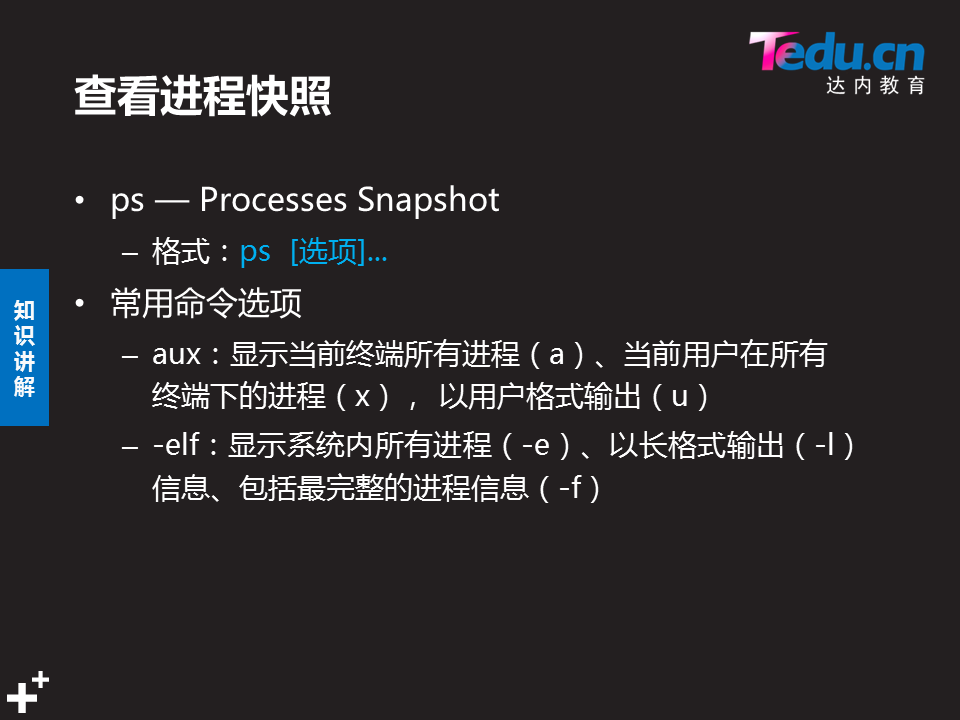 Tedu.cn
达内教育
查看进程快照
• ps — Processes Snapshot
– 格式：ps [选项]...
• 常用命令选项
– aux：显示当前终端所有进程（a）、当前用户在所有
终端下的进程（x）， 以用户格式输出（u）
– -elf：显示系统内所有进程（-e）、以长格式输出（-l）
信息、包括最完整的进程信息（-f）
知识讲解